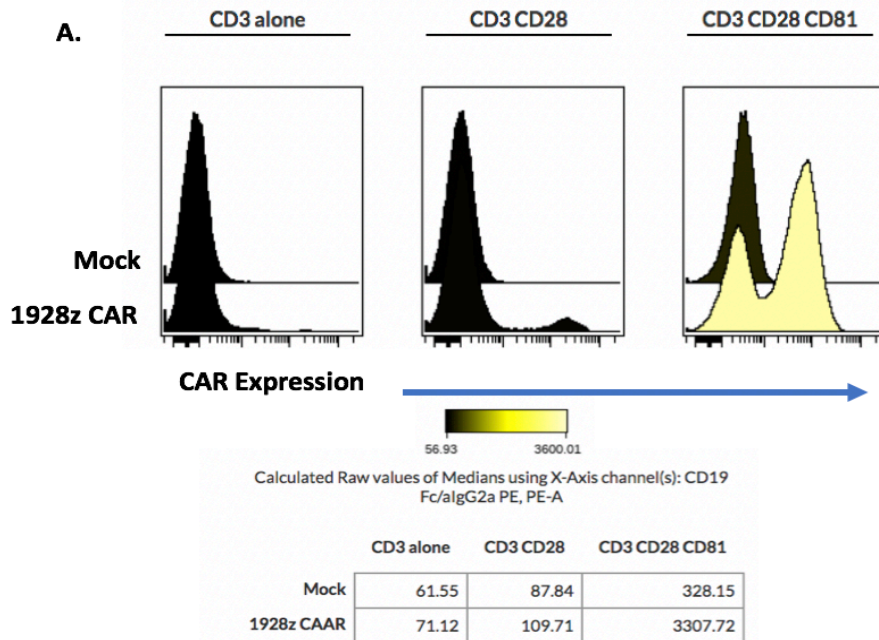 A.
CD3 alone
CD3 CD28
CD3 CD28 CD81
Mock
1928z CAR
CAR Expression
56.93
3600.01
Calculated Raw values of Medians using X-Axis channel(s): CD19
Fc/algG2a PE, PE-A
CD3 alone CD3 CD28 CD3 CD28 CD81
Mock 61.55 87.84 328.15
1928z CAAR 71.12 109.71 3307.72